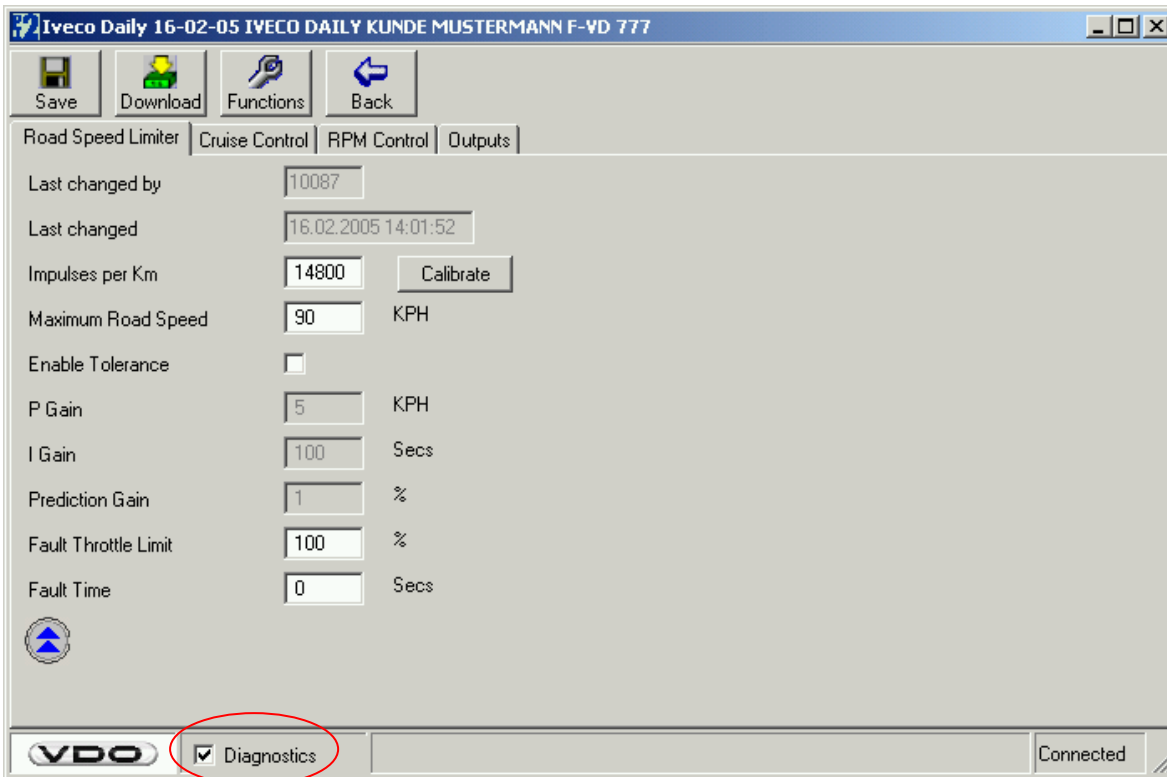 Iveco Daily 16-02-05 IVECO DAILY KUNDE MUSTERMANN F-VD 777
Save Download Functions Back
Road Speed Limiter Cruise Control RPM Control Outputs
Last changed by 10087
Last changed 16.02.2005 14:01:52
Impulses per Km 14800 Calibrate
Maximum Road Speed 90 KPH
Enable Tolerance
P Gain 5 KPH
I Gain 100 Secs
Prediction Gain 1 %
Fault Throttle Limit 100 %
Fault Time 0 Secs
VDO Diagnostics Connected